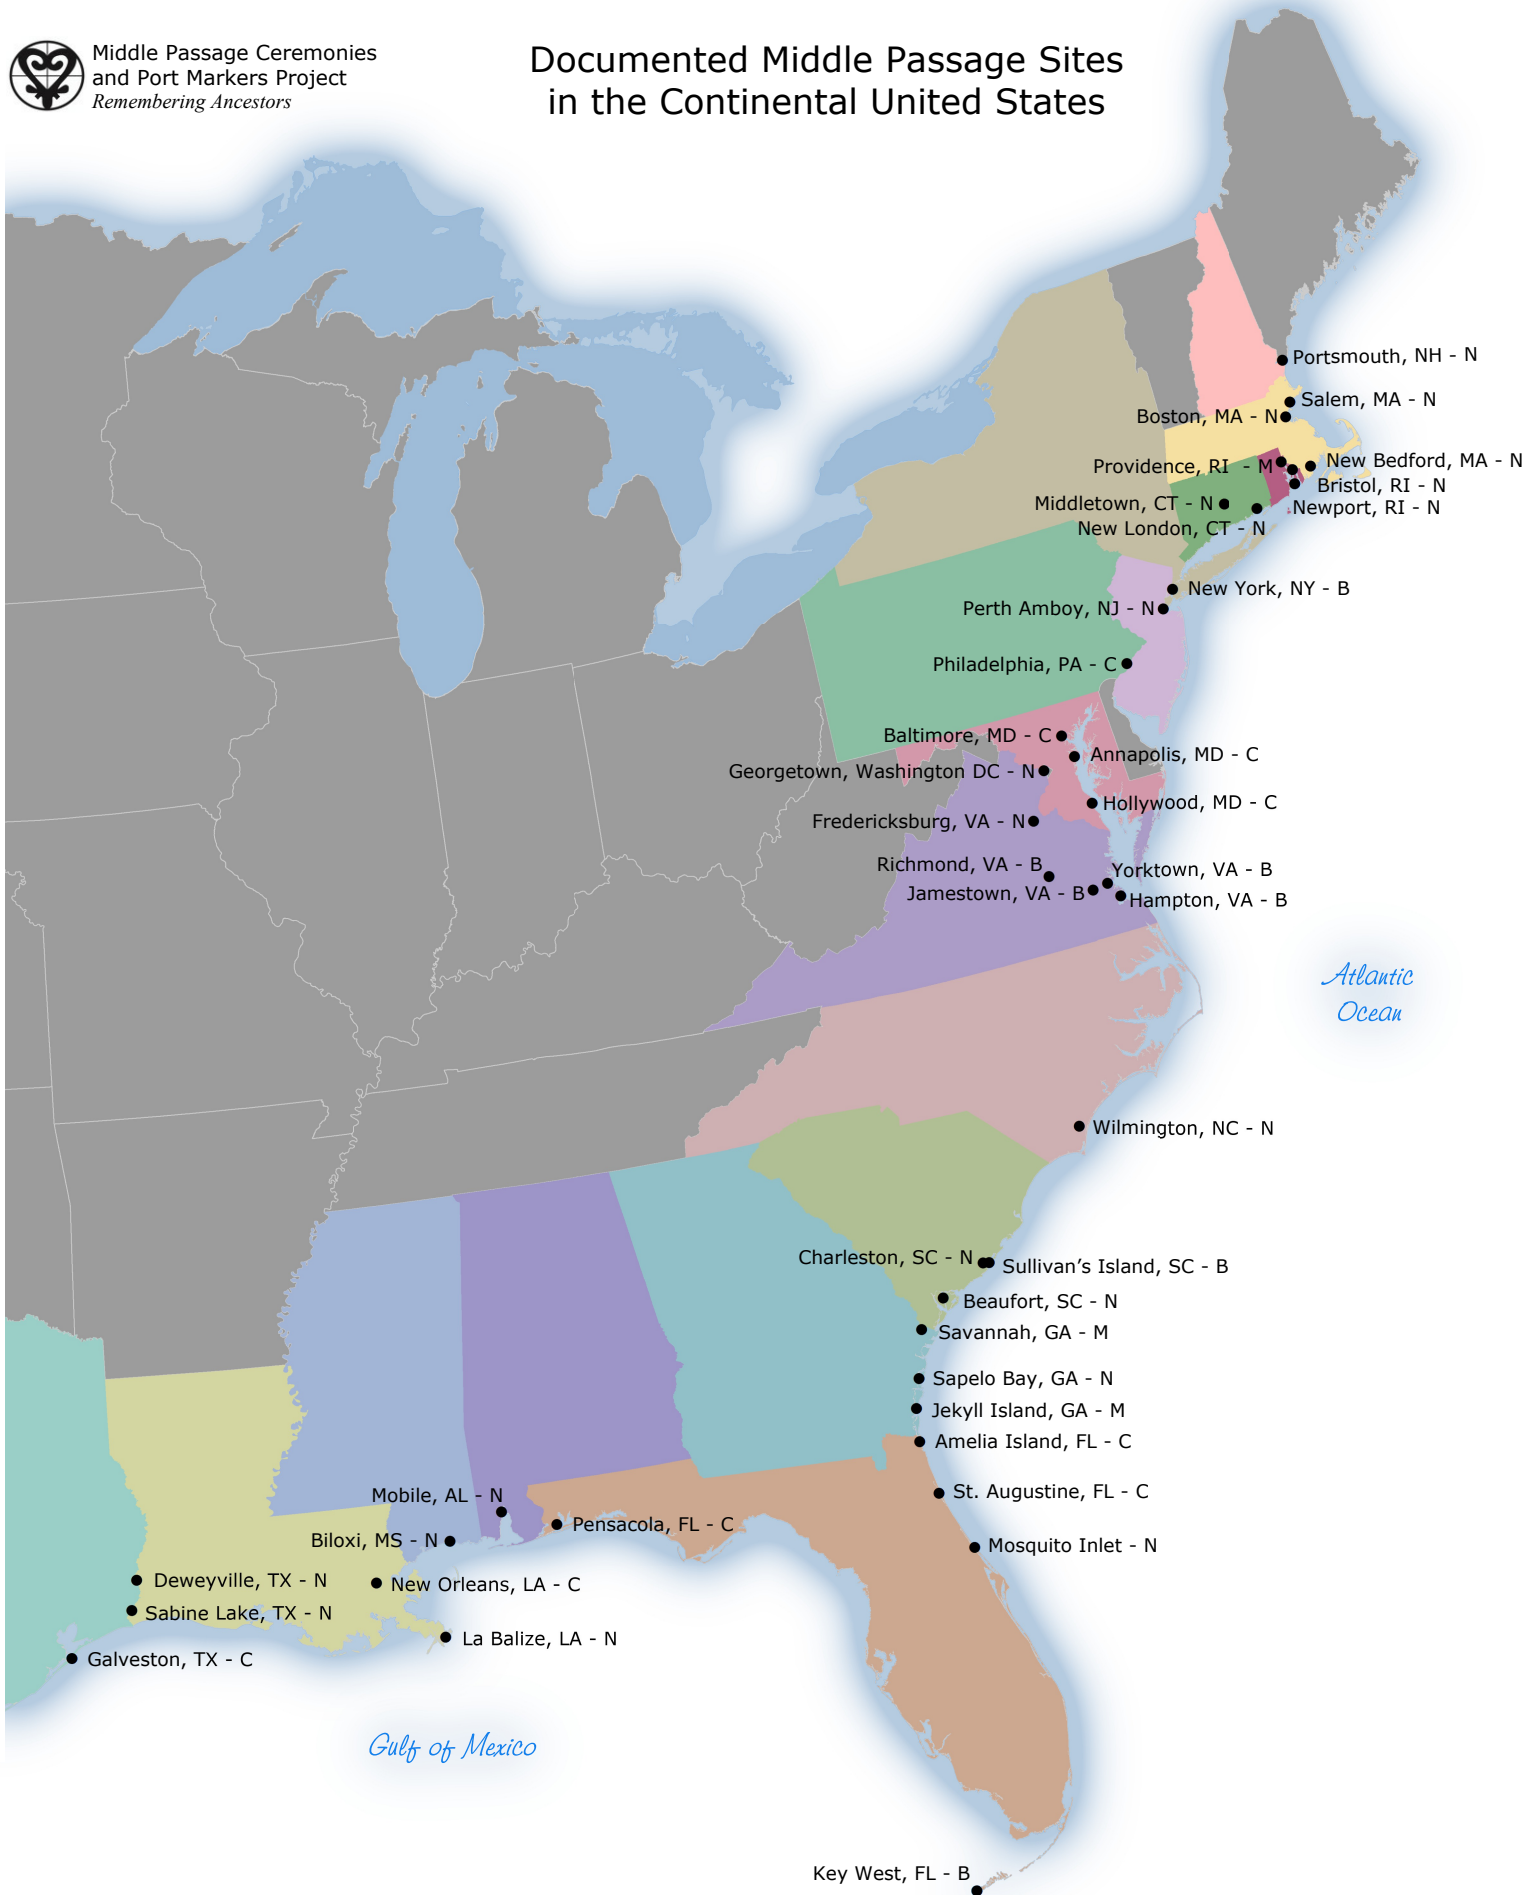 Middle Passage Ceremonies
and Port Markers Project
Remembering Ancestors
Documented Middle Passage Sites
in the Continental United States
Portsmouth, NH - N
Salem, MA - N
Boston, MA - N
New Bedford, MA - N
Providence, RI - M
Bristol, RI - N
Middletown, CT - N
Newport, RI - N
New London, CT - N
New York, NY - B
Perth Amboy, NJ - N
Philadelphia, PA - C
Baltimore, MD - C
Annapolis, MD - C
Georgetown, Washington DC - N
Hollywood, MD - C
Fredericksburg, VA - N
Richmond, VA - B
Yorktown, VA - B
Jamestown, VA - B
Hampton, VA - B
Atlantic
Ocean
Wilmington, NC - N
Charleston, SC - N
Sullivan's Island, SC - B
Beaufort, SC - N
Savannah, GA - M
Sapelo Bay, GA - N
Jekyll Island, GA - M
Amelia Island, FL - C
St. Augustine, FL - C
Mobile, AL - N
Pensacola, FL - C
Biloxi, MS - N
Mosquito Inlet - N
Deweyville, TX - N
New Orleans, LA - C
Sabine Lake, TX - N
La Balize, LA - N
Galveston, TX - C
Gulf of Mexico
Key West, FL - B